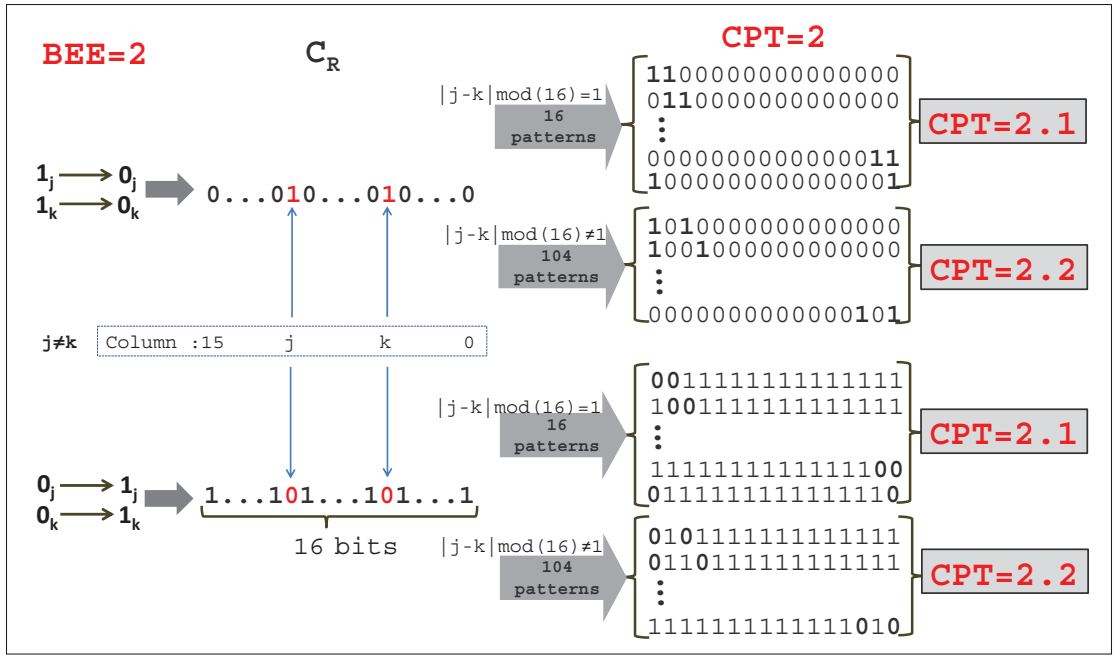 BEE=2
C_R
CPT=2
|j-k|mod(16)=1
16
patterns
1100000000000000
0110000000000000
⋮
0000000000000011
1000000000000001
CPT=2.1
1_j → 0_j
1_k → 0_k
0...010...010...0
|j-k|mod(16)≠1
104
patterns
1010000000000000
1001000000000000
⋮
0000000000000101
CPT=2.2
j≠k
Column :15 j k 0
|j-k|mod(16)=1
16
patterns
0011111111111111
1001111111111111
⋮
1111111111111100
0111111111111110
CPT=2.1
0_j → 1_j
0_k → 1_k
1...101...101...1
16 bits
|j-k|mod(16)≠1
104
patterns
0101111111111111
0110111111111111
⋮
1111111111111010
CPT=2.2